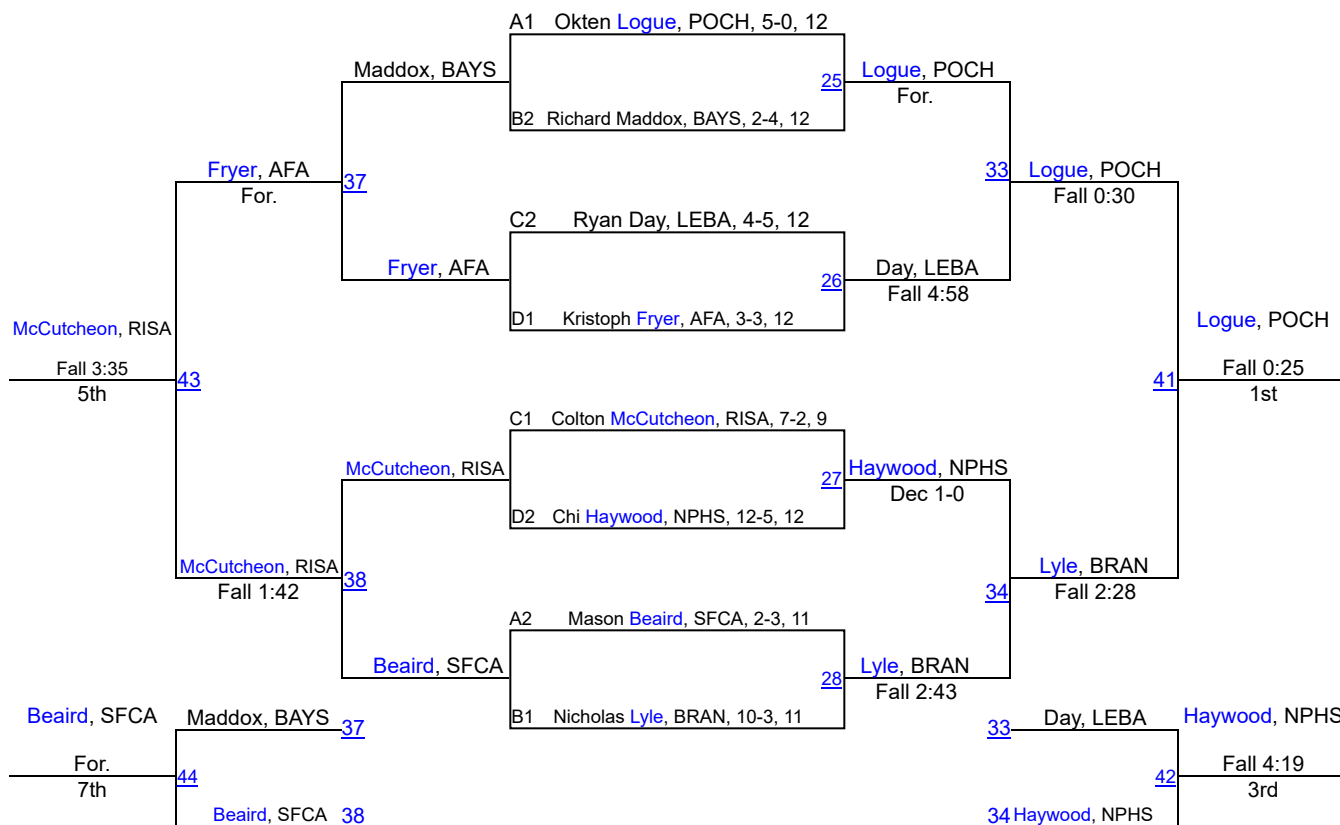 A1 Okten Logue, POCH, 5-0, 12
Maddox, BAYS
25
Logue, POCH
For.
B2 Richard Maddox, BAYS, 2-4, 12
Fryer, AFA
For.
37
33
Logue, POCH
Fall 0:30
C2 Ryan Day, LEBA, 4-5, 12
Fryer, AFA
26
Day, LEBA
Fall 4:58
D1 Kristoph Fryer, AFA, 3-3, 12
McCutcheon, RISA
Fall 3:35
5th
43
Logue, POCH
41
Fall 0:25
1st
C1 Colton McCutcheon, RISA, 7-2, 9
McCutcheon, RISA
27
Haywood, NPHS
Dec 1-0
D2 Chi Haywood, NPHS, 12-5, 12
McCutcheon, RISA
Fall 1:42
38
34
Lyle, BRAN
Fall 2:28
A2 Mason Beaird, SFCA, 2-3, 11
Beaird, SFCA
28
Lyle, BRAN
Fall 2:43
B1 Nicholas Lyle, BRAN, 10-3, 11
Beaird, SFCA
Maddox, BAYS 37
33 Day, LEBA
Haywood, NPHS
For.
7th
44
42
Fall 4:19
3rd
Beaird, SFCA 38
34 Haywood, NPHS